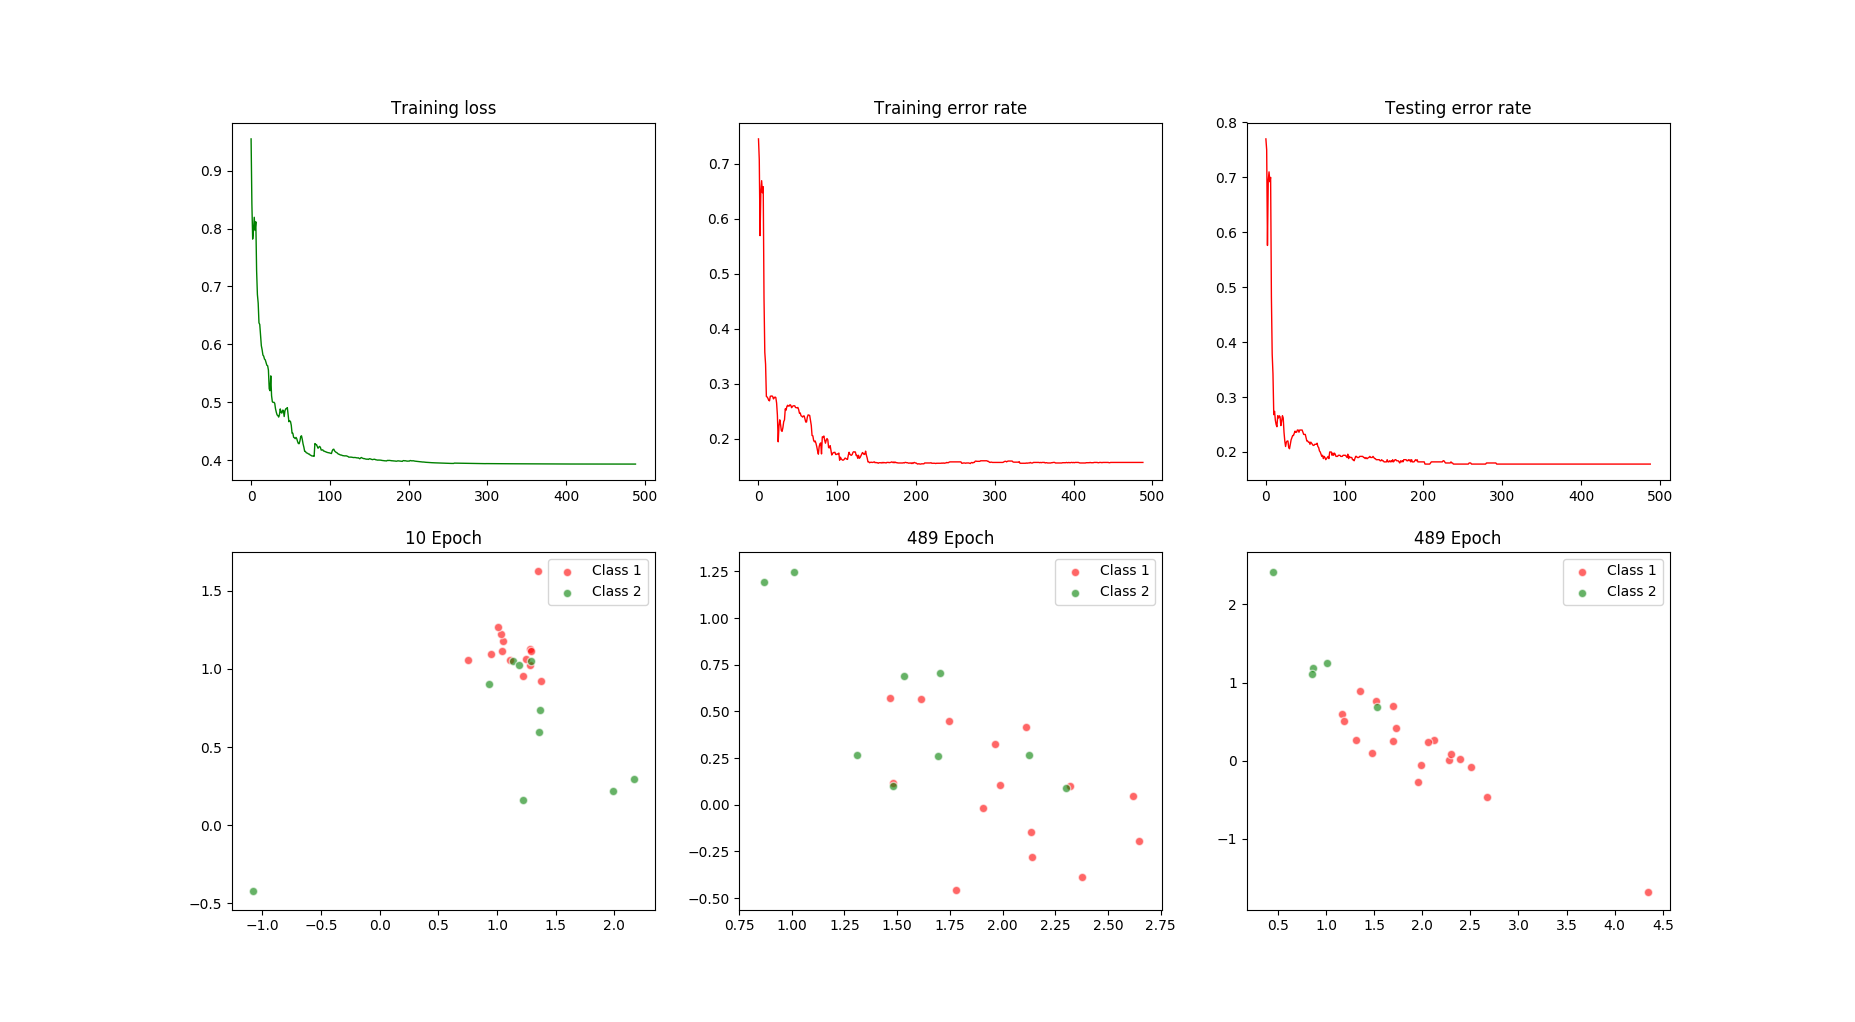 Training loss
Training error rate
Testing error rate
0.9
0.8
0.7
0.6
0.5
0.4
0 100 200 300 400 500
0.7
0.6
0.5
0.4
0.3
0.2
0 100 200 300 400 500
0.8
0.7
0.6
0.5
0.4
0.3
0.2
0 100 200 300 400 500
10 Epoch
489 Epoch
489 Epoch
Class 1
Class 2
1.5
1.0
0.5
0.0
−0.5
−1.0 −0.5 0.0 0.5 1.0 1.5 2.0
Class 1
Class 2
1.25
1.00
0.75
0.50
0.25
0.00
−0.25
−0.50
0.75 1.00 1.25 1.50 1.75 2.00 2.25 2.50 2.75
Class 1
Class 2
2
1
0
−1
0.5 1.0 1.5 2.0 2.5 3.0 3.5 4.0 4.5